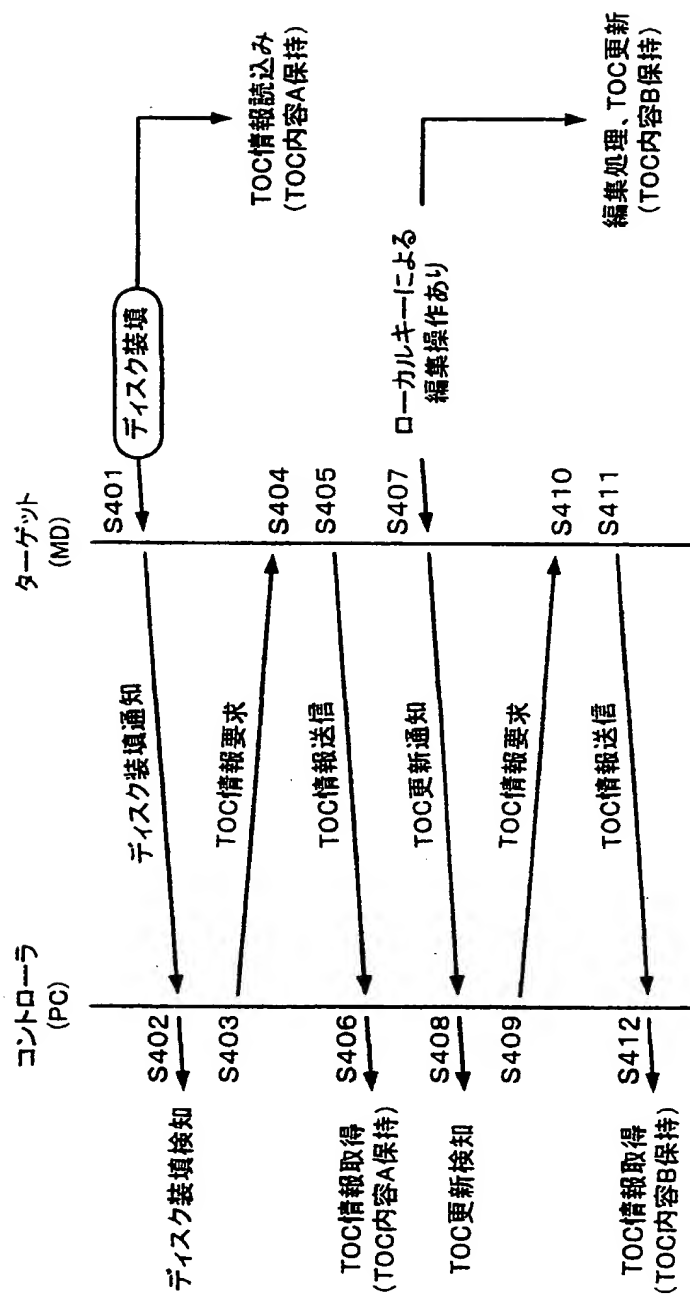 コントローラ
(PC)
ターゲット
(MD)
S401
ディスク装填
TOC情報読込み
(TOC内容A保持)
ディスク装填通知
S402
ディスク装填検知
S403
TOC情報要求
S404
S405
TOC情報送信
S406
TOC情報取得
(TOC内容A保持)
S407
ローカルキーによる
編集操作あり
編集処理、TOC更新
(TOC内容B保持)
TOC更新通知
S408
TOC更新検知
S409
TOC情報要求
S410
S411
TOC情報送信
S412
TOC情報取得
(TOC内容B保持)